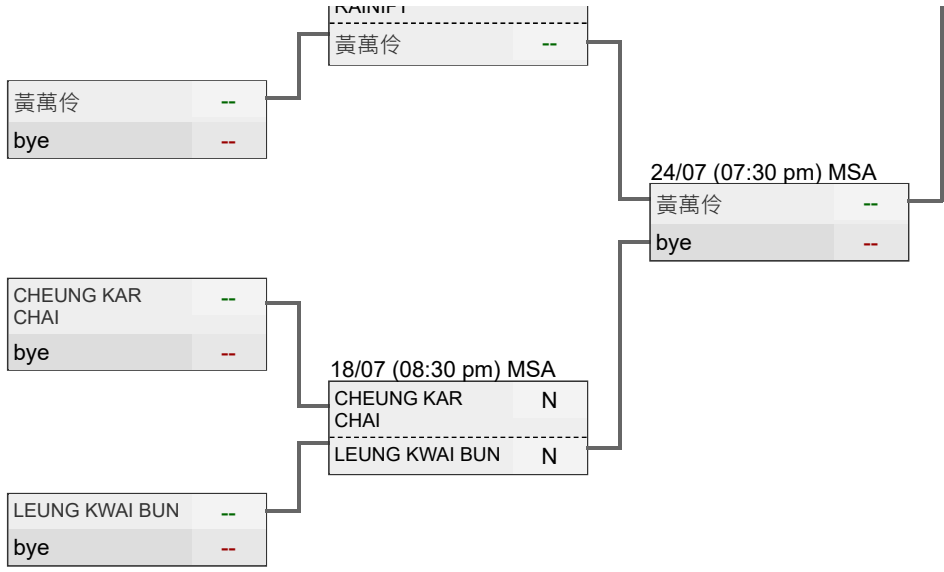 黃萬伶 --
黃萬伶 --
bye --
24/07 (07:30 pm) MSA
黃萬伶 --
bye --
CHEUNG KAR --
CHAI
bye --
18/07 (08:30 pm) MSA
CHEUNG KAR N
CHAI
LEUNG KWAI BUN N
LEUNG KWAI BUN --
bye --